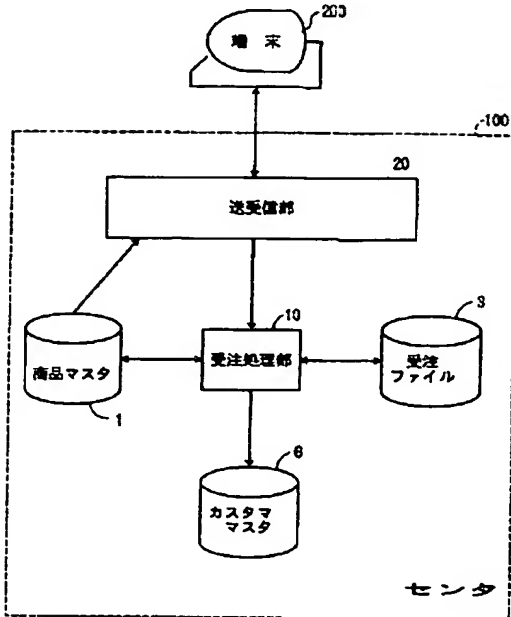 200
端末
100
20
送受信部
10
3
商品マスタ
受注処理部
受注
ファイル
1
6
カスタマ
マスタ
センタ